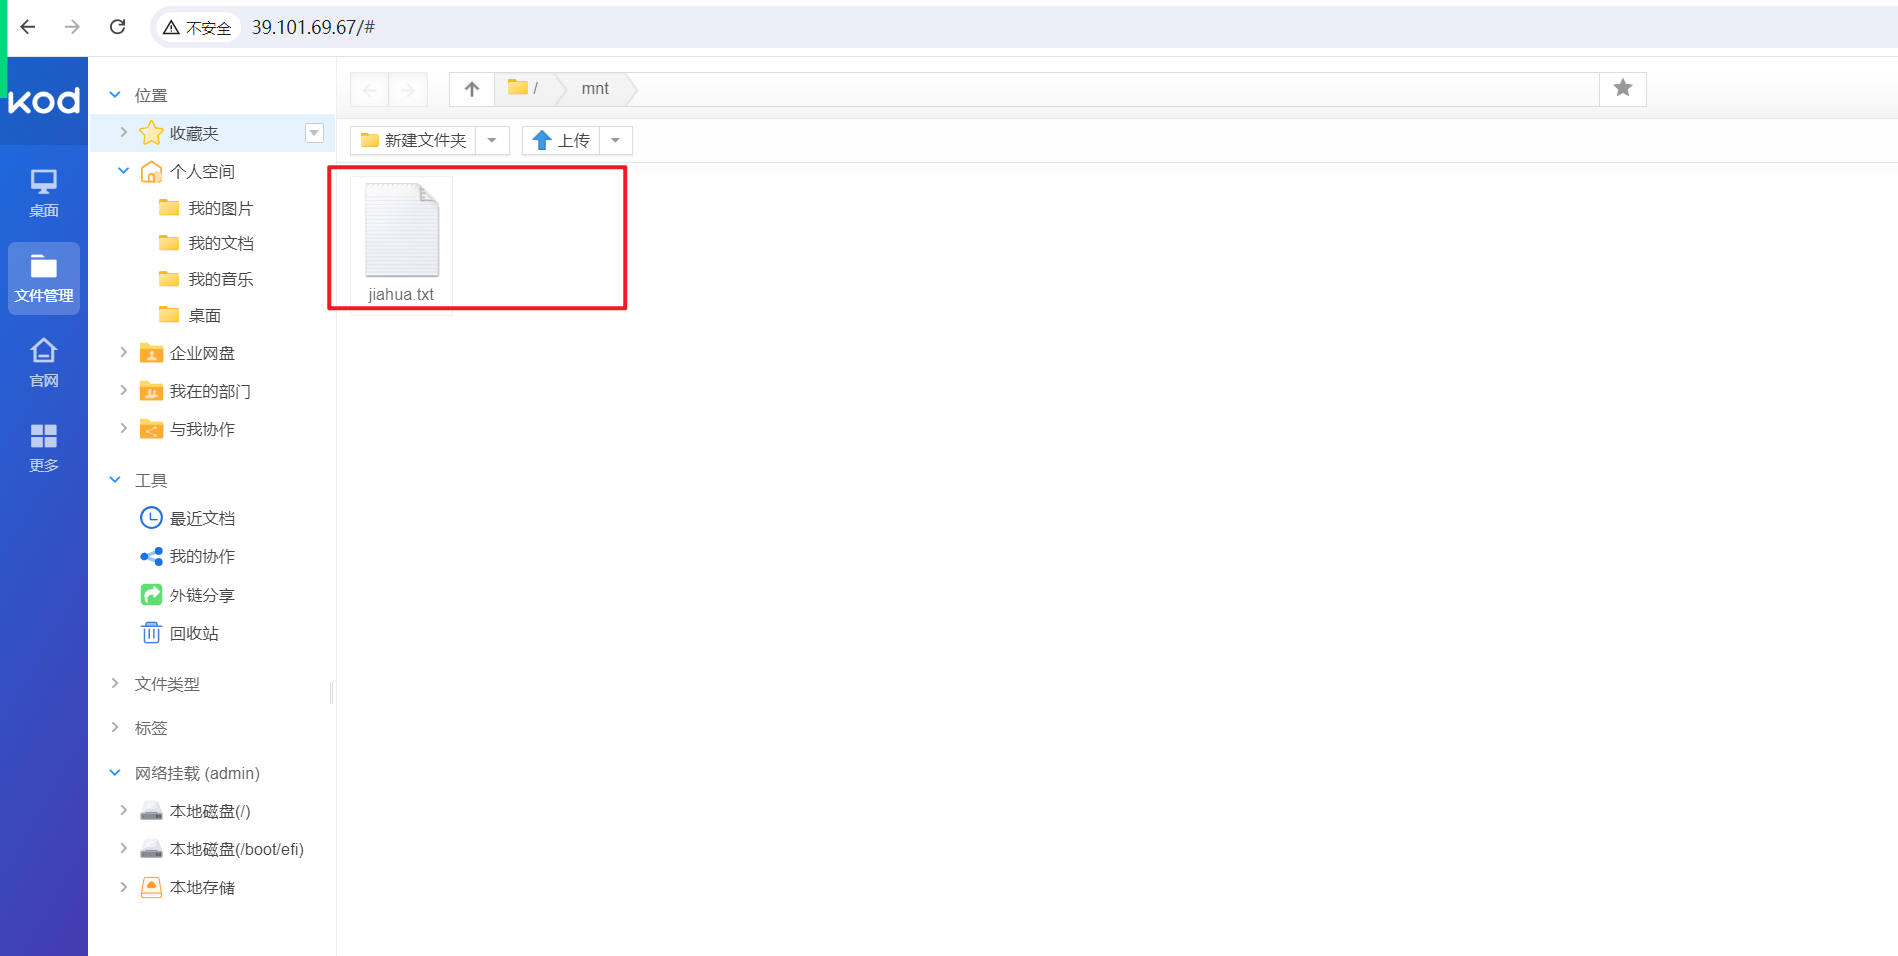 不安全 39.101.69.67/#
kod
桌面
文件管理
官网
更多
位置
收藏夹
个人空间
我的图片
我的文档
我的音乐
桌面
企业网盘
我在的部门
与我协作
工具
最近文档
我的协作
外链分享
回收站
文件类型
标签
网络挂载 (admin)
本地磁盘(/)
本地磁盘(/boot/efi)
本地存储
/ mnt
新建文件夹 上传
jiahua.txt